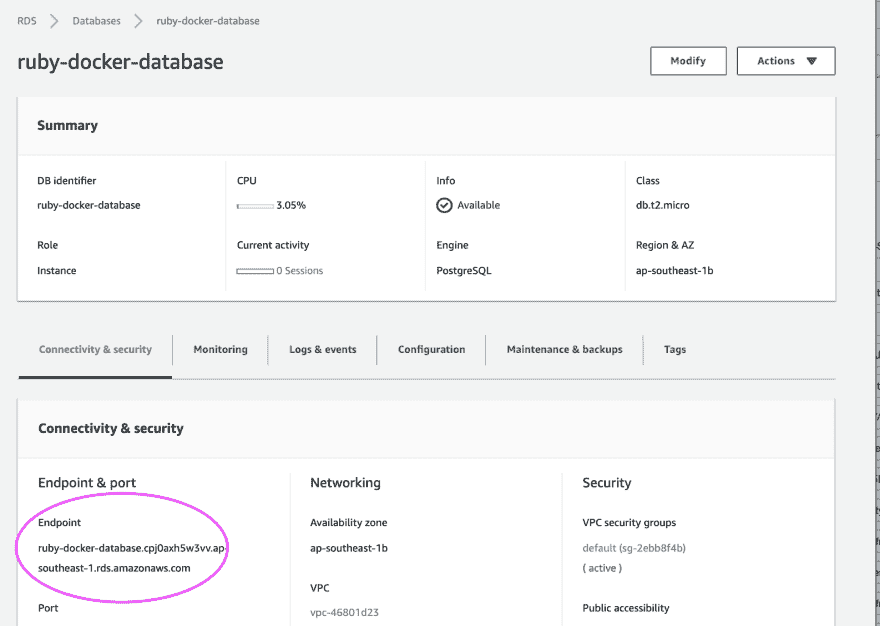 RDS > Databases > ruby-docker-database
ruby-docker-database
Modify
Actions
Summary
DB identifier
ruby-docker-database
CPU
3.05%
Info
Available
Class
db.t2.micro
Role
Instance
Current activity
0 Sessions
Engine
PostgreSQL
Region & AZ
ap-southeast-1b
Connectivity & security
Monitoring
Logs & events
Configuration
Maintenance & backups
Tags
Connectivity & security
Endpoint & port
Endpoint
ruby-docker-database.cpj0axh5w3vv.ap-
southeast-1.rds.amazonaws.com
Port
Networking
Availability zone
ap-southeast-1b
VPC
vpc-46801d23
Security
VPC security groups
default (sg-2ebb8f4b)
( active )
Public accessibility